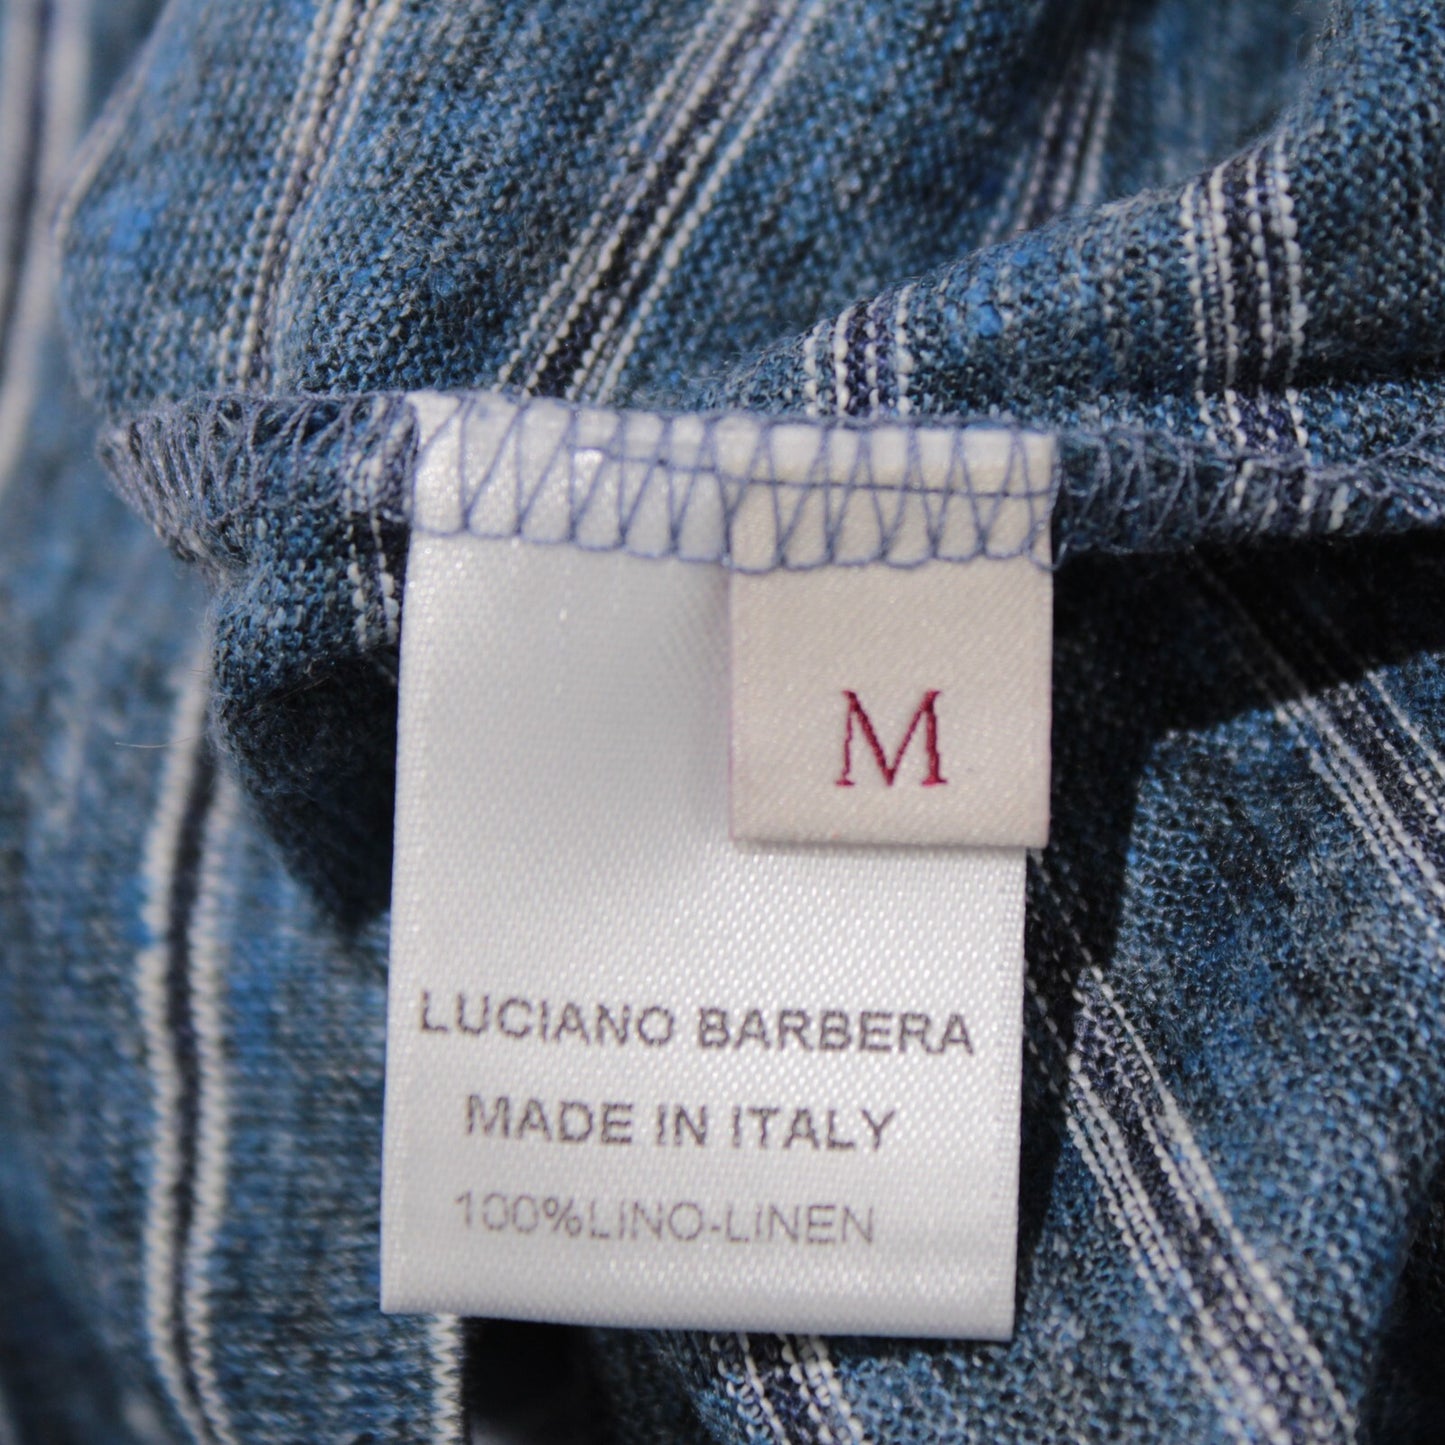 M
LUCIANO BARBERA
MADE IN ITALY
100%LINO-LINEN